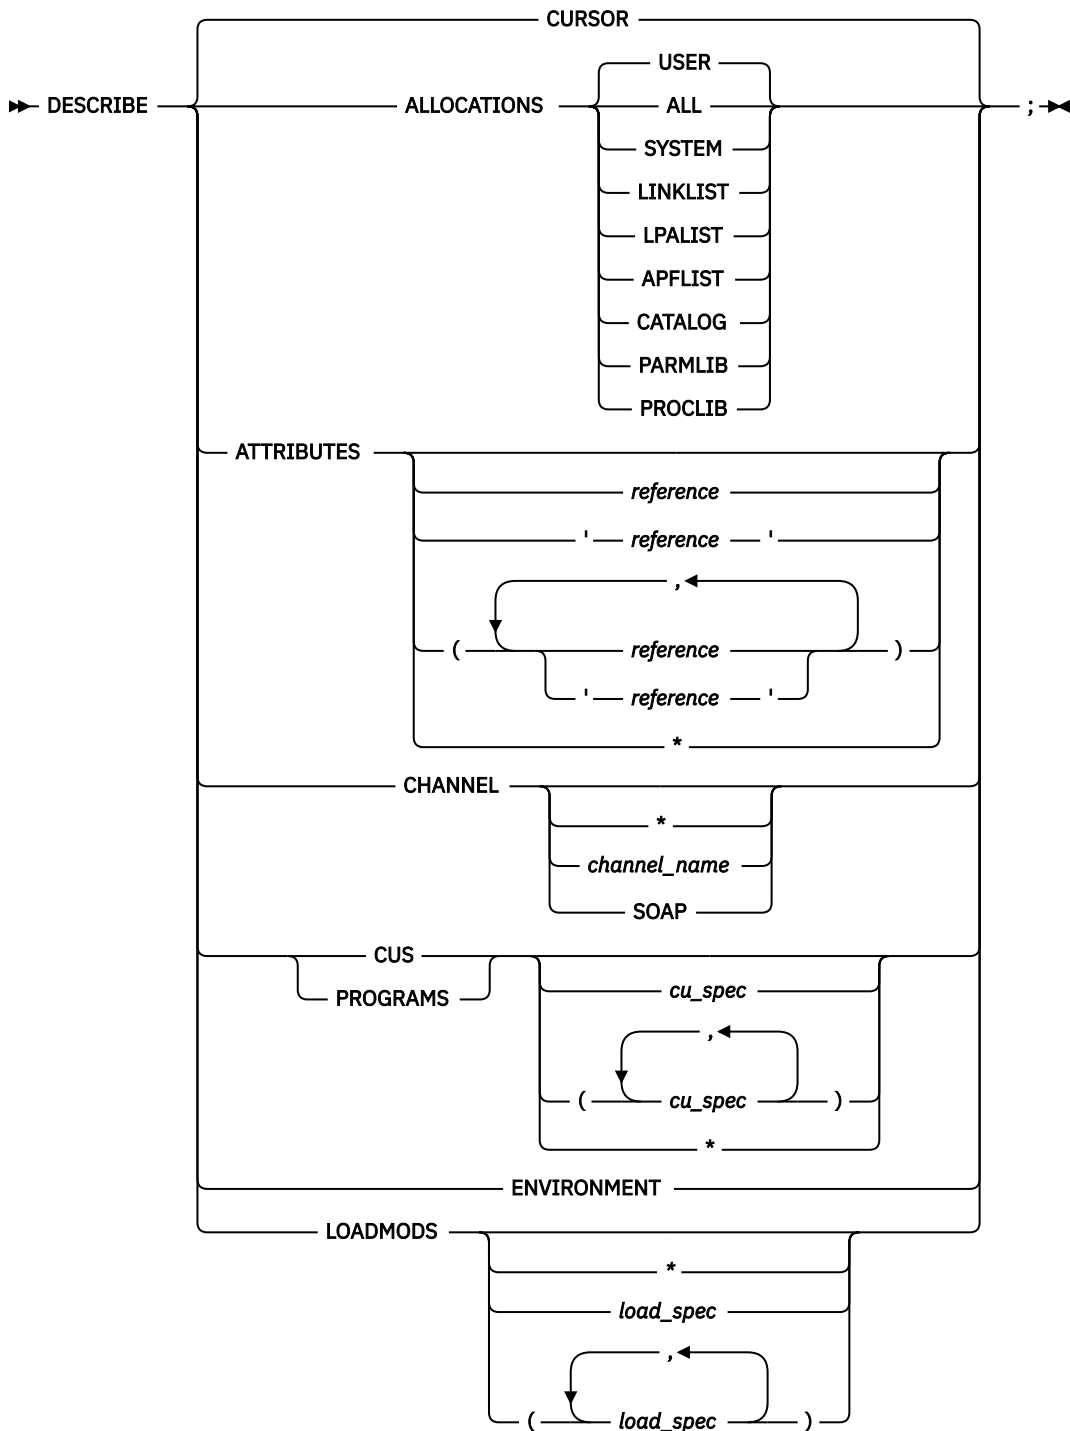 CURSOR
USER
DESCRIBE ALLOCATIONS ALL ;
SYSTEM
LINKLIST
LPALIST
APFLIST
CATALOG
PARMLIB
PROCLIB
ATTRIBUTES
reference
' reference '
,
( reference )
' reference '
*
CHANNEL
*
channel_name
SOAP
CUS
PROGRAMS
cu_spec
,
( cu_spec )
*
ENVIRONMENT
LOADMODS
*
load_spec
,
( load_spec )